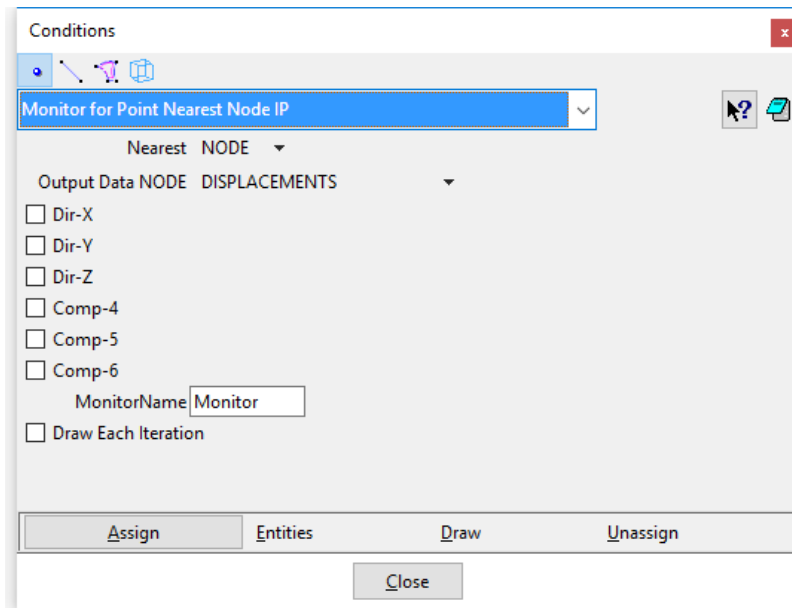 Conditions
x
Monitor for Point Nearest Node IP
?
Nearest NODE
Output Data NODE DISPLACEMENTS
Dir-X
Dir-Y
Dir-Z
Comp-4
Comp-5
Comp-6
MonitorName Monitor
Draw Each Iteration
Assign Entities Draw Unassign
Close